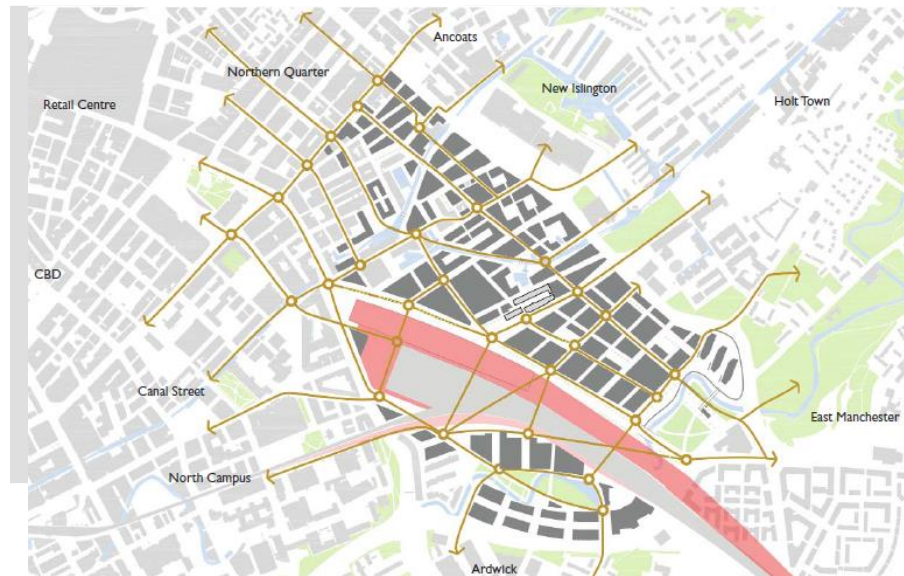 Ancoats
Northern Quarter
New Islington
Retail Centre
Holt Town
CBD
Canal Street
East Manchester
North Campus
Ardwick